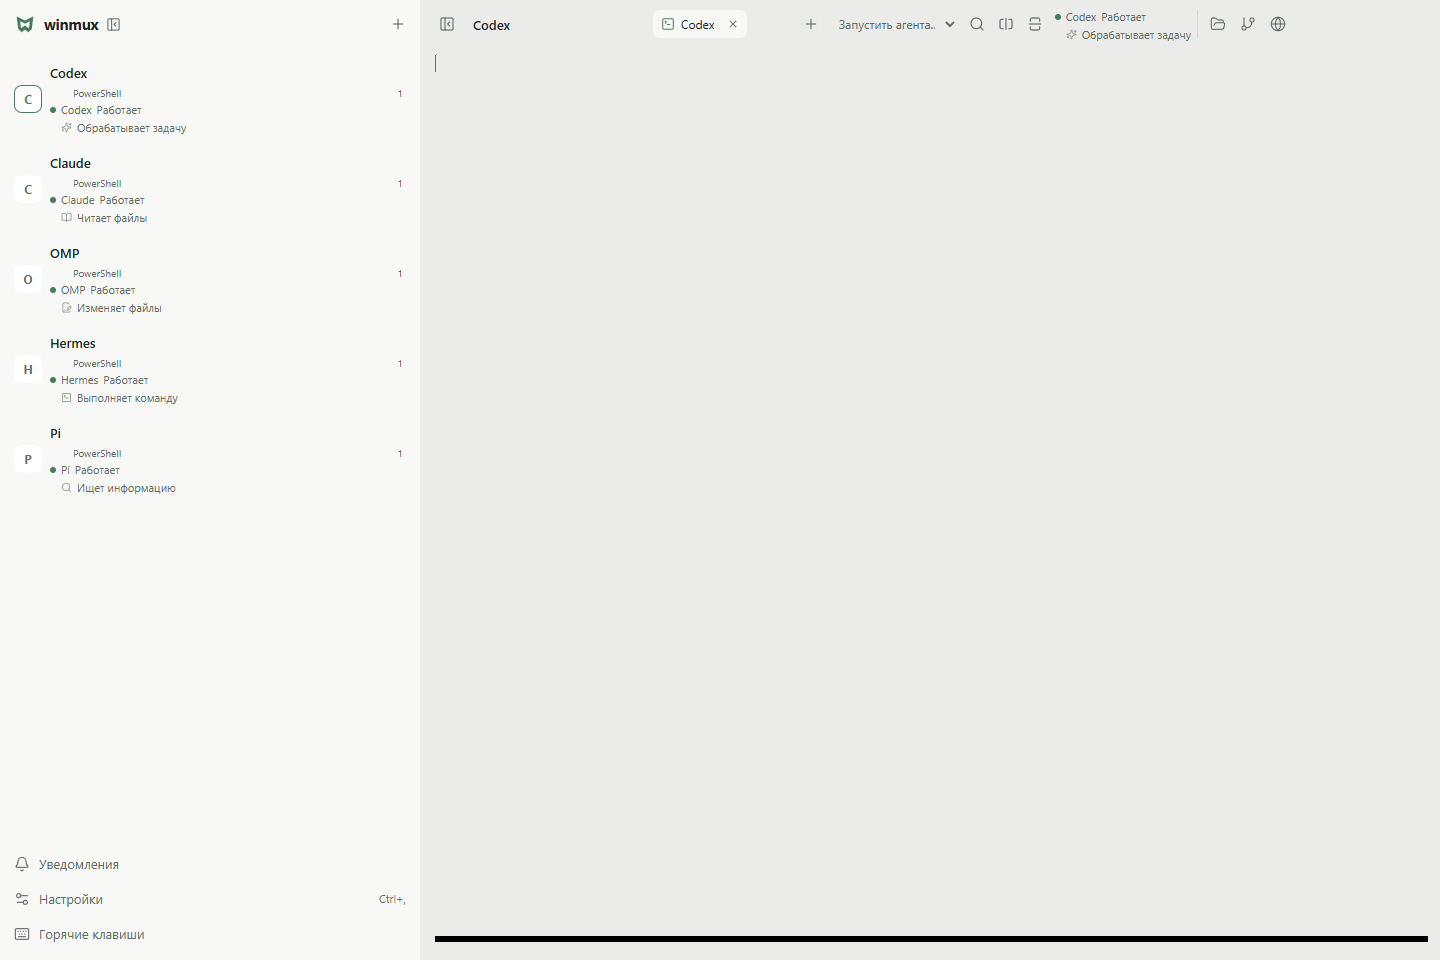 winmux
Codex
PowerShell 1
Codex Работает
Обрабатывает задачу
Claude
PowerShell 1
Claude Работает
Читает файлы
OMP
PowerShell 1
OMP Работает
Изменяет файлы
Hermes
PowerShell 1
Hermes Работает
Выполняет команду
Pi
PowerShell 1
Pi Работает
Ищет информацию
C
C
O
H
P
Уведомления
Настройки Ctrl+,
Горячие клавиши
Codex
Codex
Запустить агента..
Codex Работает
Обрабатывает задачу